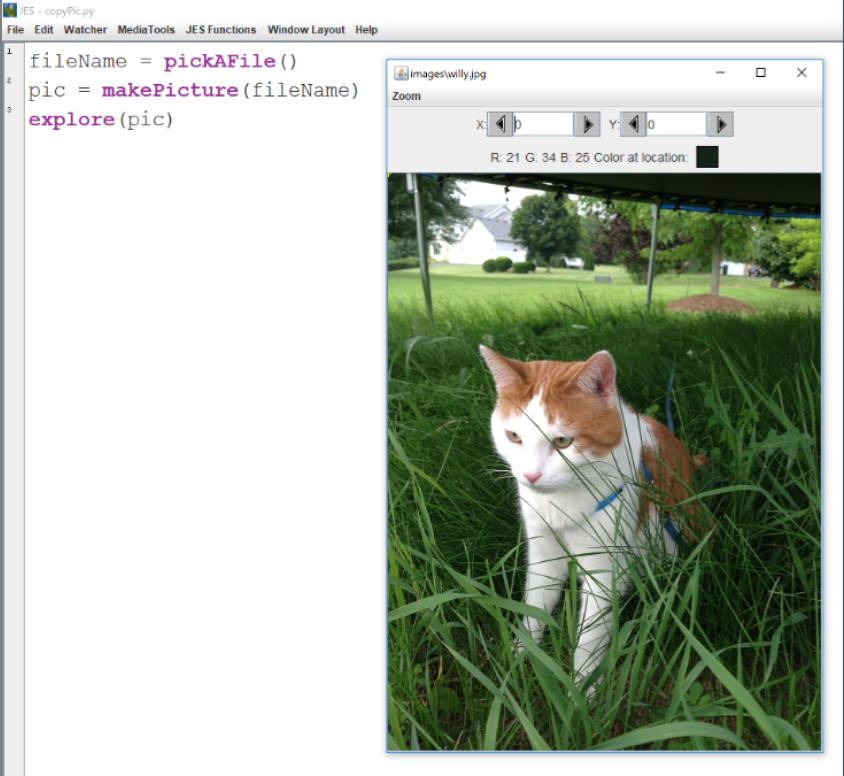 JES - copyPic.py
File Edit Watcher MediaTools JES Functions Window Layout Help
1 fileName = pickAFile()
2 pic = makePicture(fileName)
3 explore(pic)
images\willy.jpg
Zoom
X: 0 Y: 0
R: 21 G: 34 B: 25 Color at location: